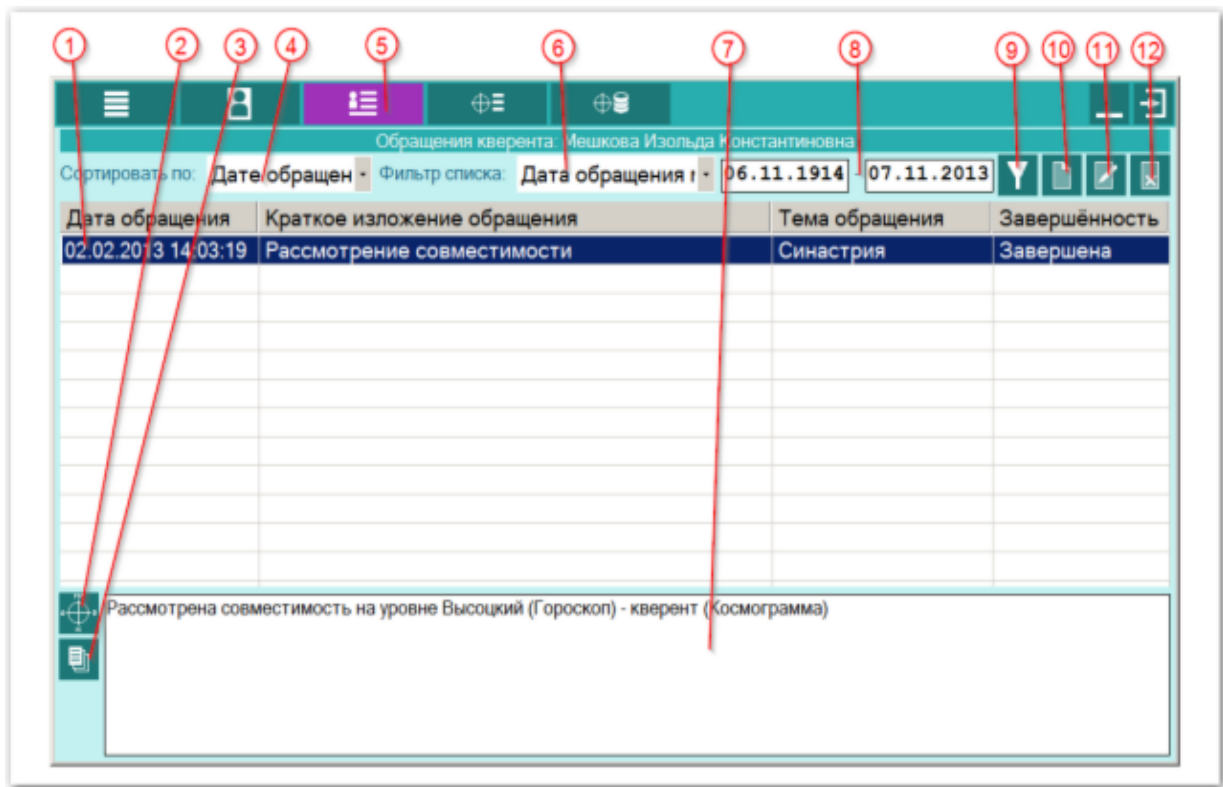 1 2 3 4 5 6 7 8 9 10 11 12
Обращения кверента: Мешкова Изольда Константиновна
Сортировать по: Дате обращен Фильтр списка: Дата обращения 06.11.1914 - 07.11.2013
Дата обращения Краткое изложение обращения Тема обращения Завершённость
02.02.2013 14:03:19 Рассмотрение совместимости Синастрия Завершена
Рассмотрена совместимость на уровне Высоцкий (Гороскоп) - кверент (Космограмма)